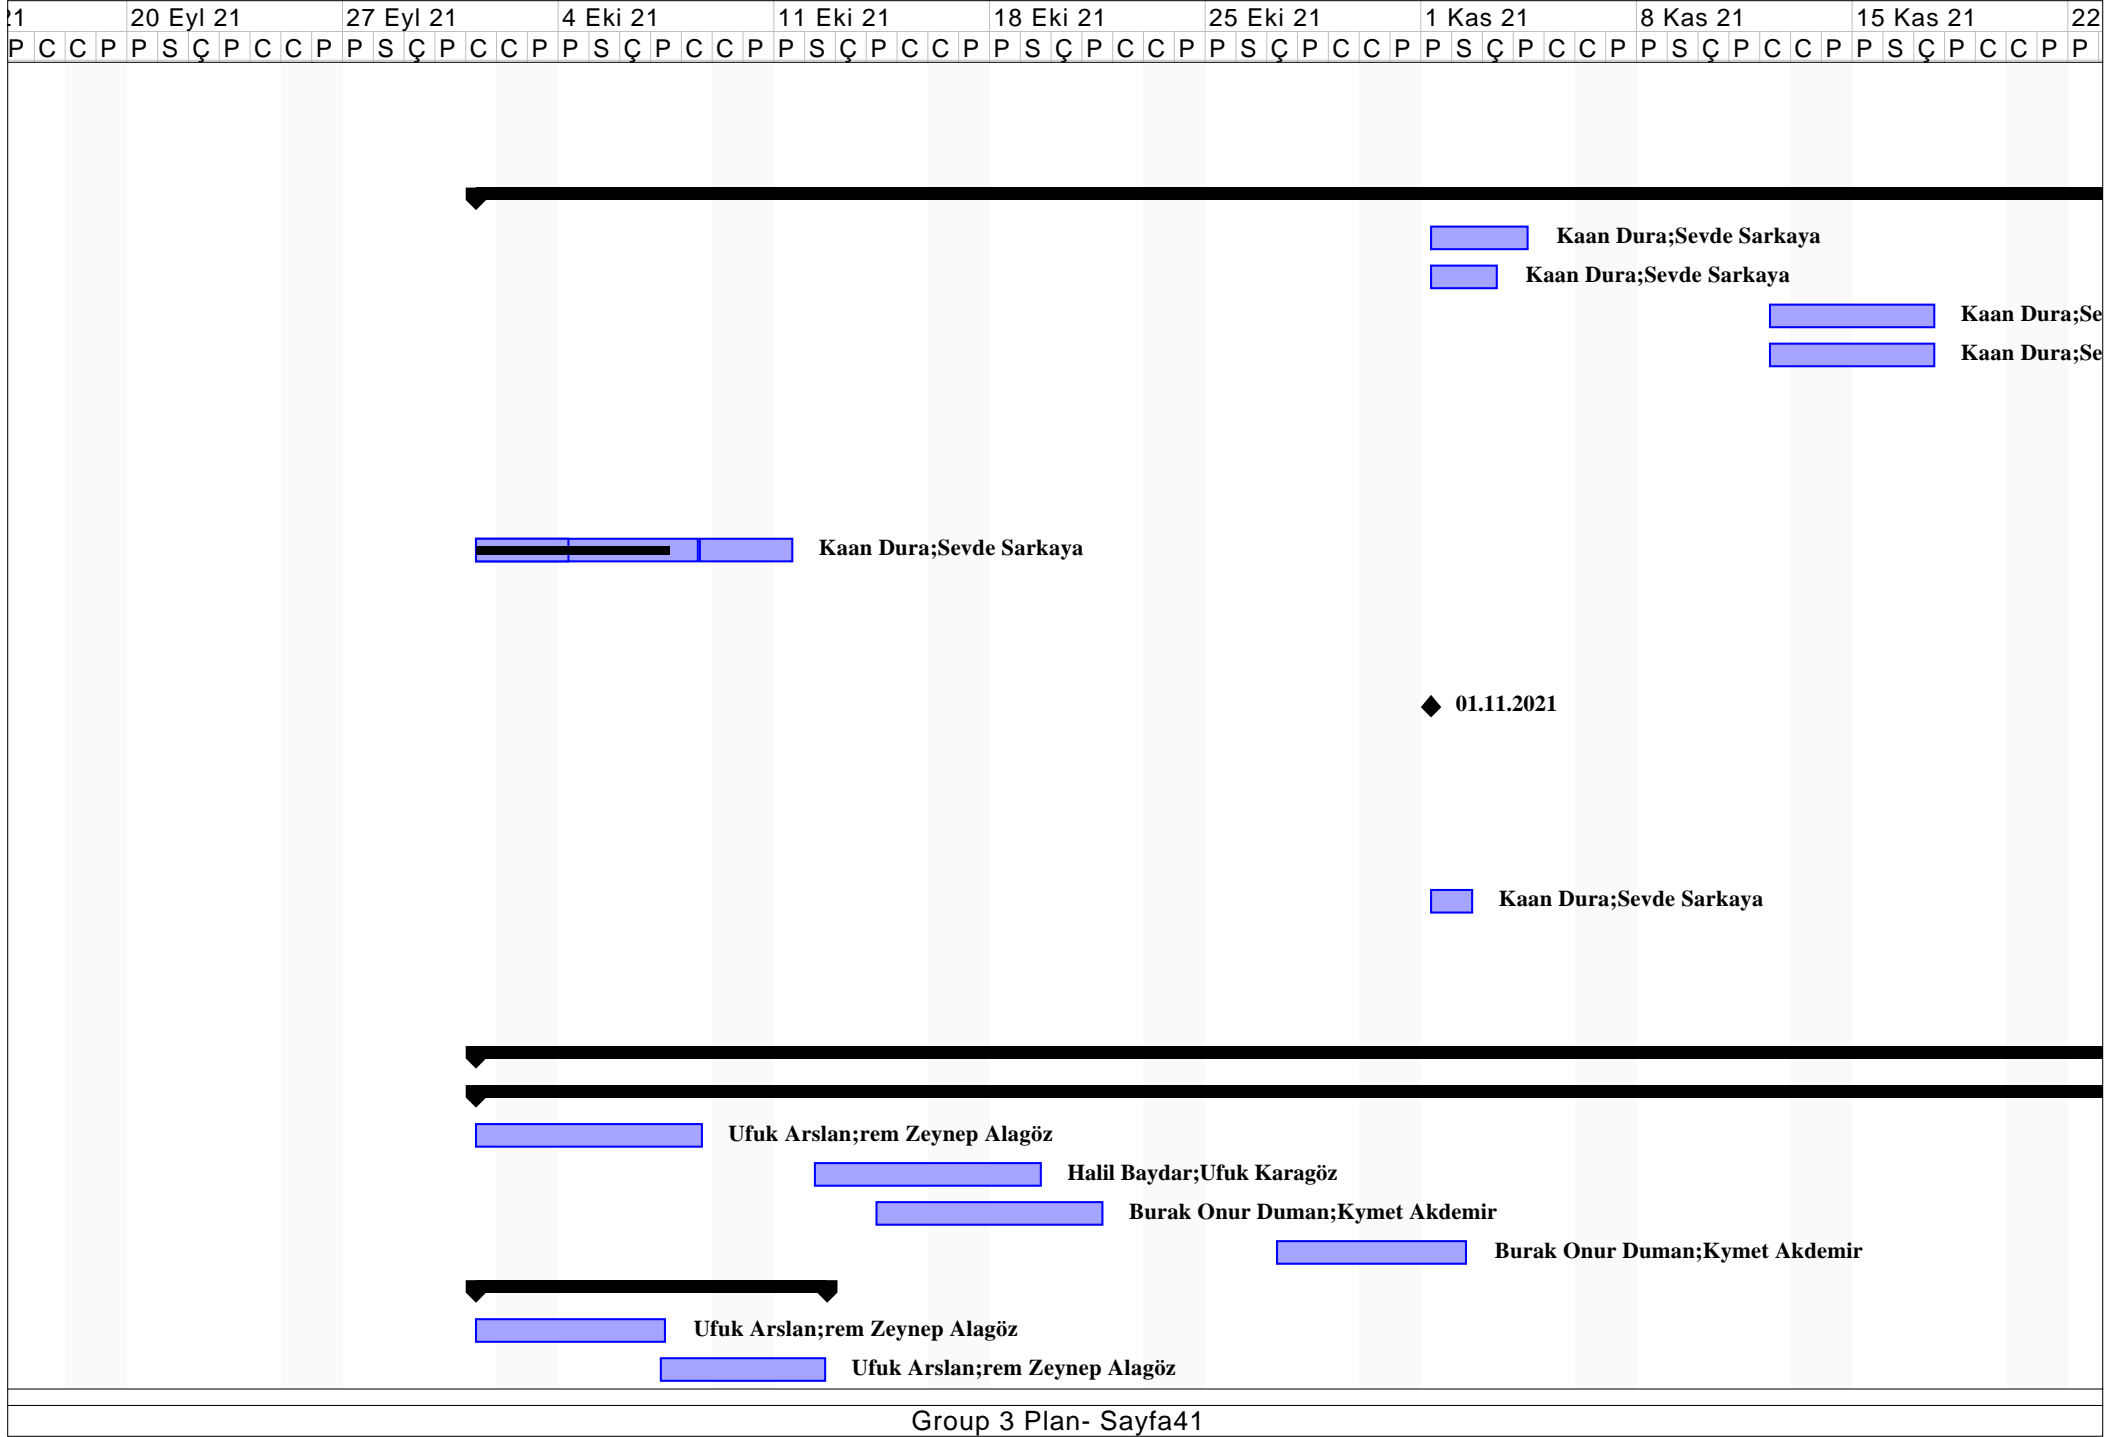 21 20 Eyl 21 27 Eyl 21 4 Eki 21 11 Eki 21 18 Eki 21 25 Eki 21 1 Kas 21 8 Kas 21 15 Kas 21 22
P C C P P S Ç P C C P P S Ç P C C P P S Ç P C C P P S Ç P C C P P S Ç P C C P P S Ç P C C P P S Ç P C C P P S Ç P C C P P S Ç P C C P P
Kaan Dura;Sevde Sarkaya
Kaan Dura;Sevde Sarkaya
Kaan Dura;Se
Kaan Dura;Se
Kaan Dura;Sevde Sarkaya
01.11.2021
Kaan Dura;Sevde Sarkaya
Ufuk Arslan;rem Zeynep Alagöz
Halil Baydar;Ufuk Karagöz
Burak Onur Duman;Kymet Akdemir
Burak Onur Duman;Kymet Akdemir
Ufuk Arslan;rem Zeynep Alagöz
Ufuk Arslan;rem Zeynep Alagöz
Group 3 Plan- Sayfa41